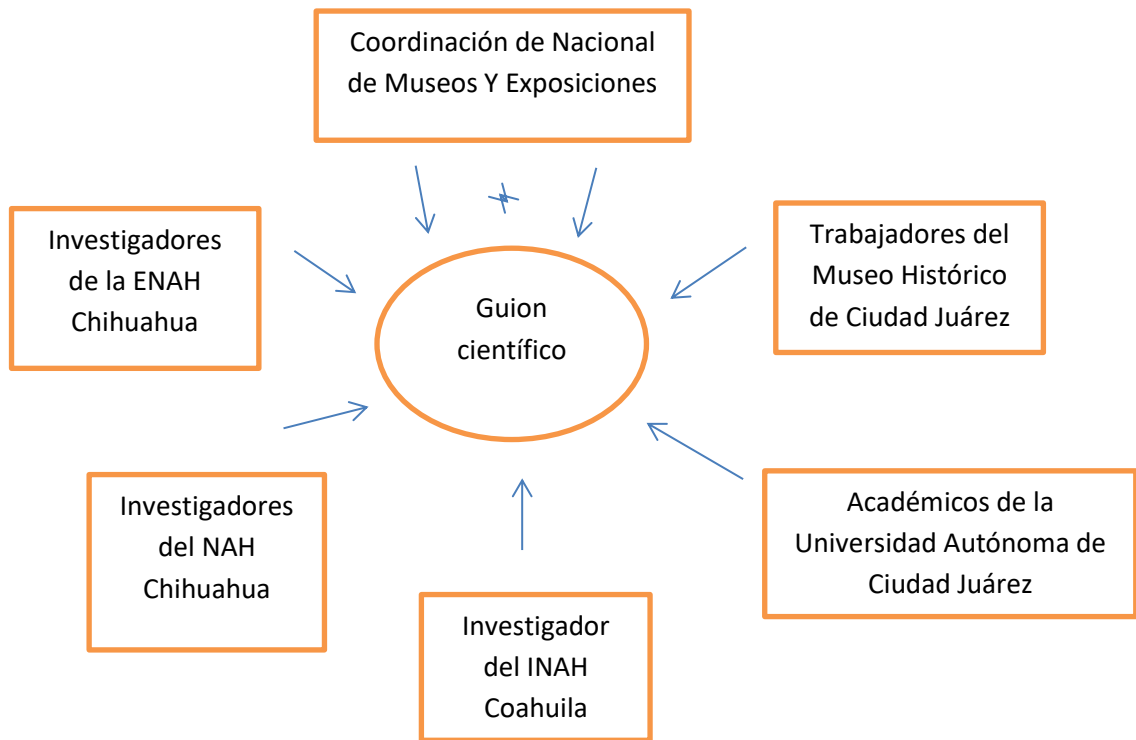 Coordinación de Nacional
de Museos Y Exposiciones
Investigadores
de la ENAH
Chihuahua
Guion
científico
Trabajadores del
Museo Histórico
de Ciudad Juárez
Investigadores
del NAH
Chihuahua
Investigador
del INAH
Coahuila
Académicos de la
Universidad Autónoma de
Ciudad Juárez